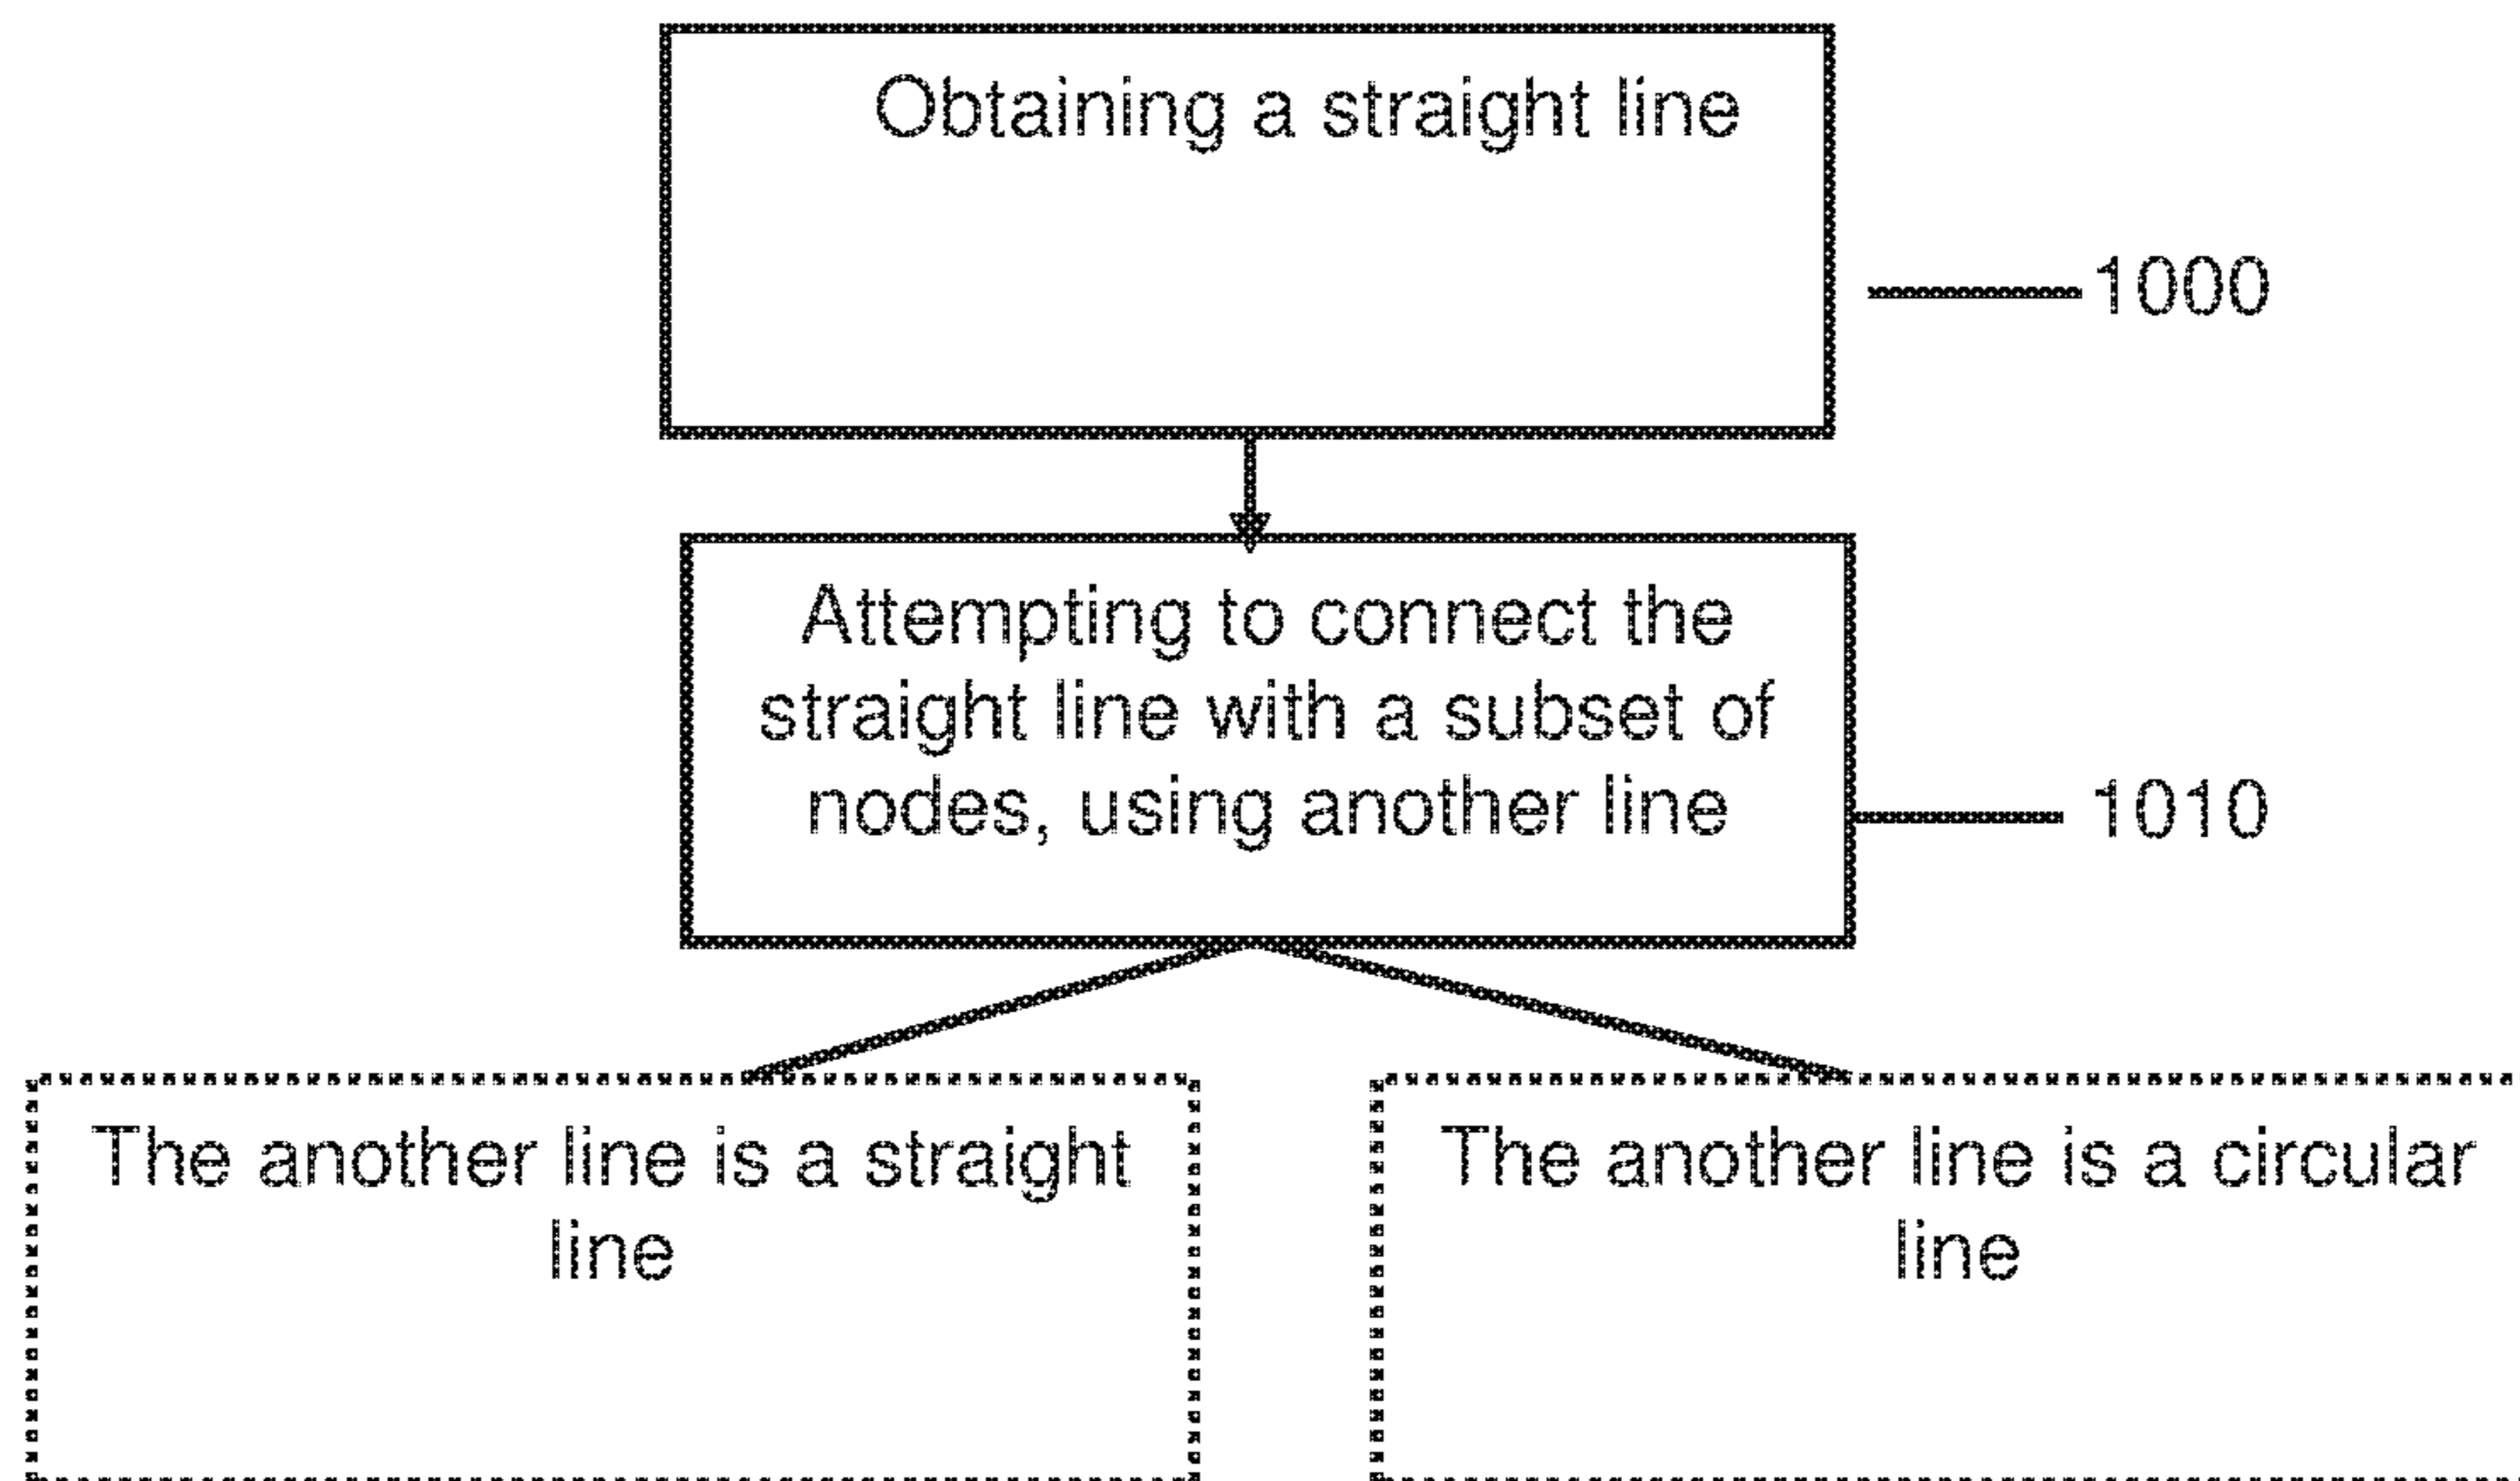 Obtaining a straight line
1000
Attempting to connect the
straight line with a subset of
nodes, using another line
1010
The another line is a straight
line
The another line is a circular
line